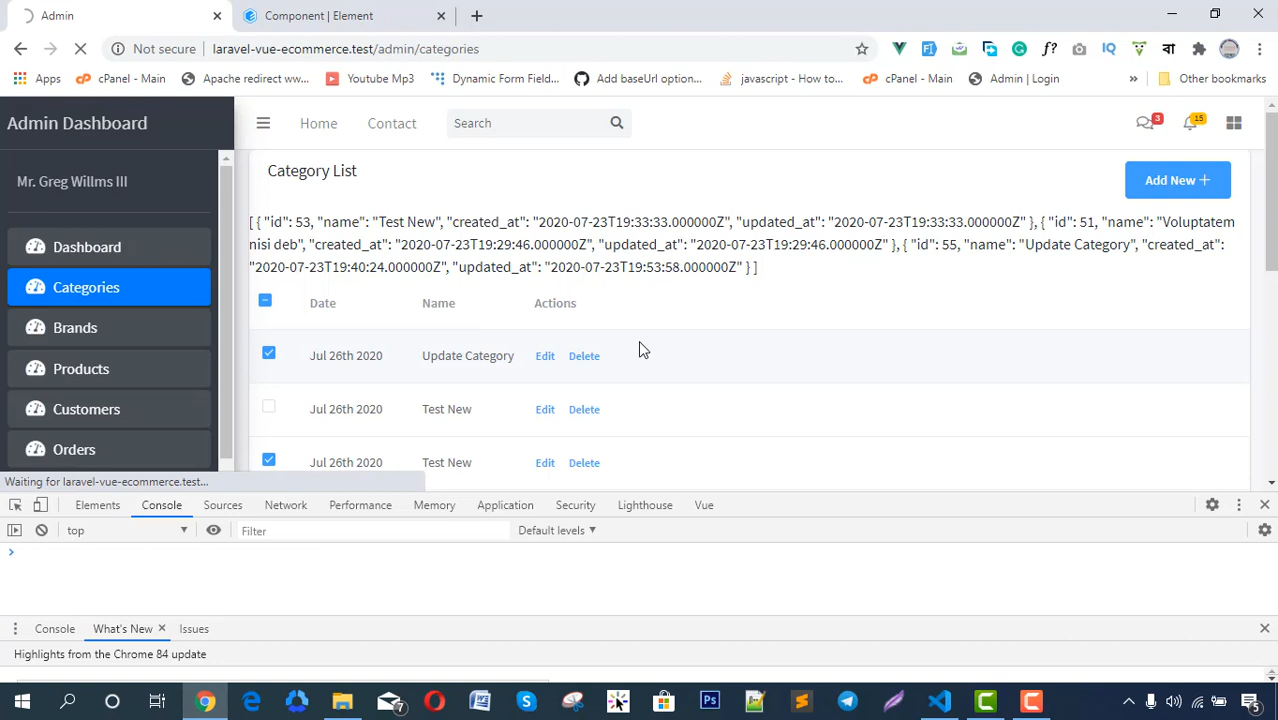 Admin
Component | Element
Not secure laravel-vue-ecommerce.test/admin/categories
Apps cPanel - Main Apache redirect ww... Youtube Mp3 Dynamic Form Field... Add baseUrl option... javascript - How to... cPanel - Main Admin | Login » Other bookmarks
Admin Dashboard
Home Contact Search 3 15
Mr. Greg Willms III
Dashboard
Categories
Brands
Products
Customers
Orders
Category List
Add New +
[ { "id": 53, "name": "Test New", "created_at": "2020-07-23T19:33:33.000000Z", "updated_at": "2020-07-23T19:33:33.000000Z" }, { "id": 51, "name": "Voluptatem
nisi deb", "created_at": "2020-07-23T19:29:46.000000Z", "updated_at": "2020-07-23T19:29:46.000000Z" }, { "id": 55, "name": "Update Category", "created_at":
"2020-07-23T19:40:24.000000Z", "updated_at": "2020-07-23T19:53:58.000000Z" } ]
Date Name Actions
Jul 26th 2020 Update Category Edit Delete
Jul 26th 2020 Test New Edit Delete
Jul 26th 2020 Test New Edit Delete
Waiting for laravel-vue-ecommerce.test...
Elements Console Sources Network Performance Memory Application Security Lighthouse Vue
top Filter Default levels
Console What's New Issues
Highlights from the Chrome 84 update
7 5